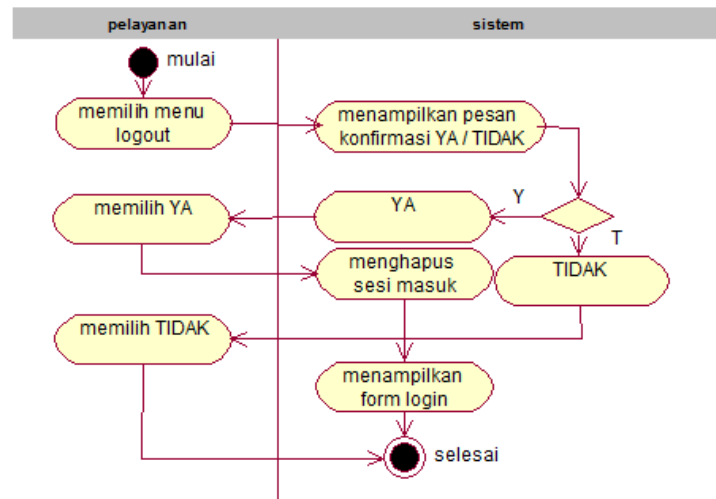 pelayanan
sistem
mulai
memilih menu
logout
menampilkan pesan
konfirmasi YA / TIDAK
memilih YA
YA
Y
T
menghapus
sesi masuk
TIDAK
memilih TIDAK
menampilkan
form login
selesai